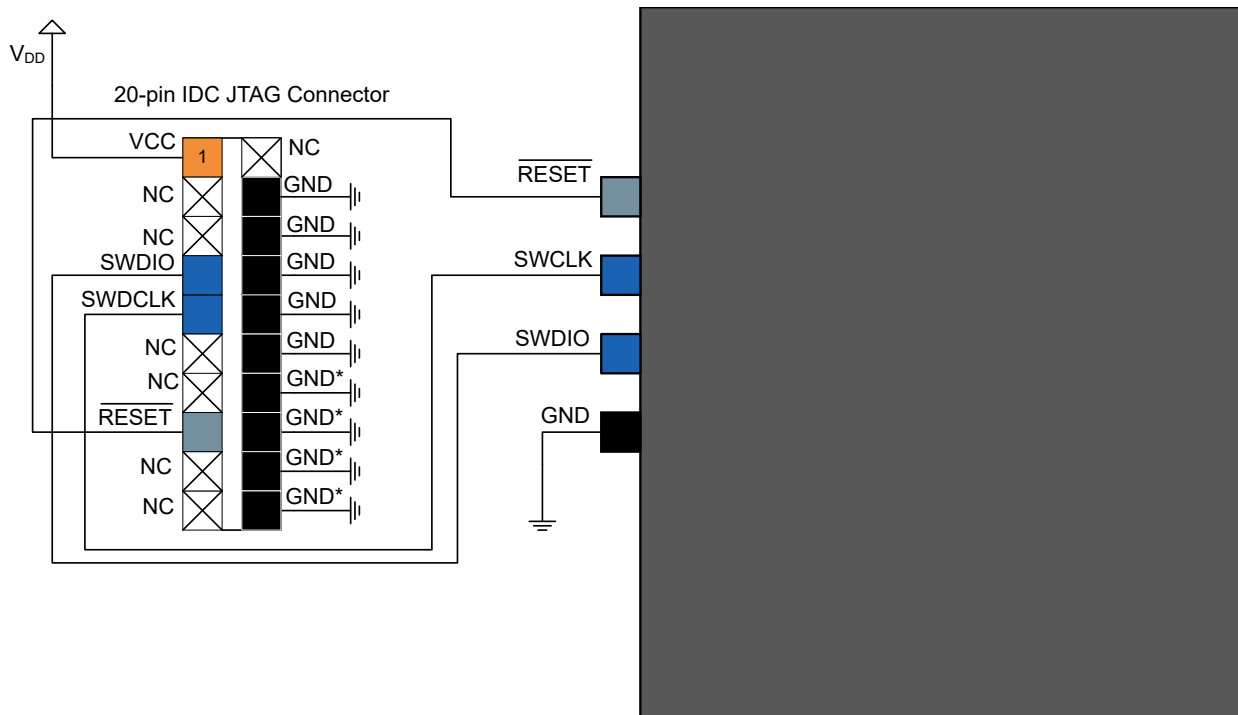 VDD
20-pin IDC JTAG Connector
VCC
1
NC
NC
GND
NC
GND
SWDIO
GND
SWDCLK
GND
NC
GND
NC
GND*
RESET
GND*
NC
GND*
NC
GND*
RESET
SWCLK
SWDIO
GND